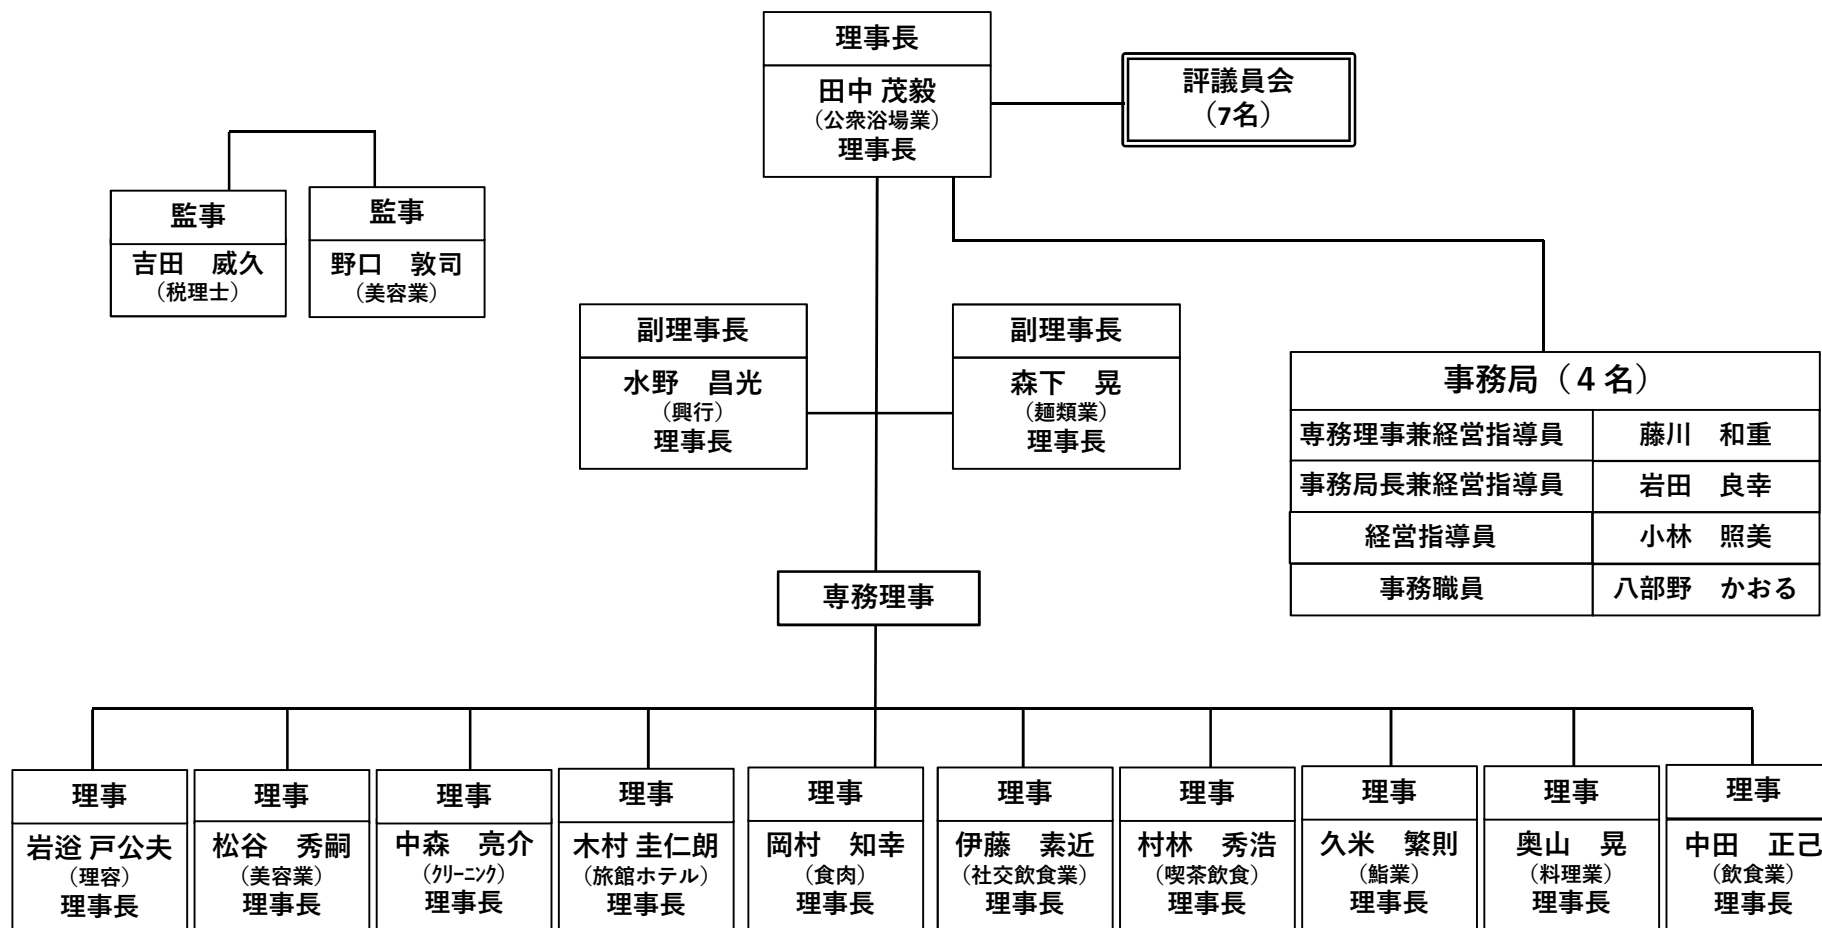 理事長
田中 茂毅
（公衆浴場業）
理事長
評議員会
（7名）
監事
吉田　威久
（税理士）
監事
野口　敦司
（美容業）
副理事長
水野　昌光
（興行）
理事長
副理事長
森下　晃
（麺類業）
理事長
事務局（４名）
専務理事兼経営指導員　藤川　和重
事務局長兼経営指導員　岩田　良幸
経営指導員　小林　照美
事務職員　八部野　かおる
専務理事
理事
岩逧 戸公夫
（理容）
理事長
理事
松谷　秀嗣
（美容業）
理事長
理事
中森　亮介
（ｸﾘｰﾆﾝｸ）
理事長
理事
木村 圭仁朗
（旅館ホテル）
理事長
理事
岡村　知幸
（食肉）
理事長
理事
伊藤　素近
（社交飲食業）
理事長
理事
村林　秀浩
（喫茶飲食）
理事長
理事
久米　繁則
（鮨業）
理事長
理事
奥山　晃
（料理業）
理事長
理事
中田　正己
（飲食業）
理事長